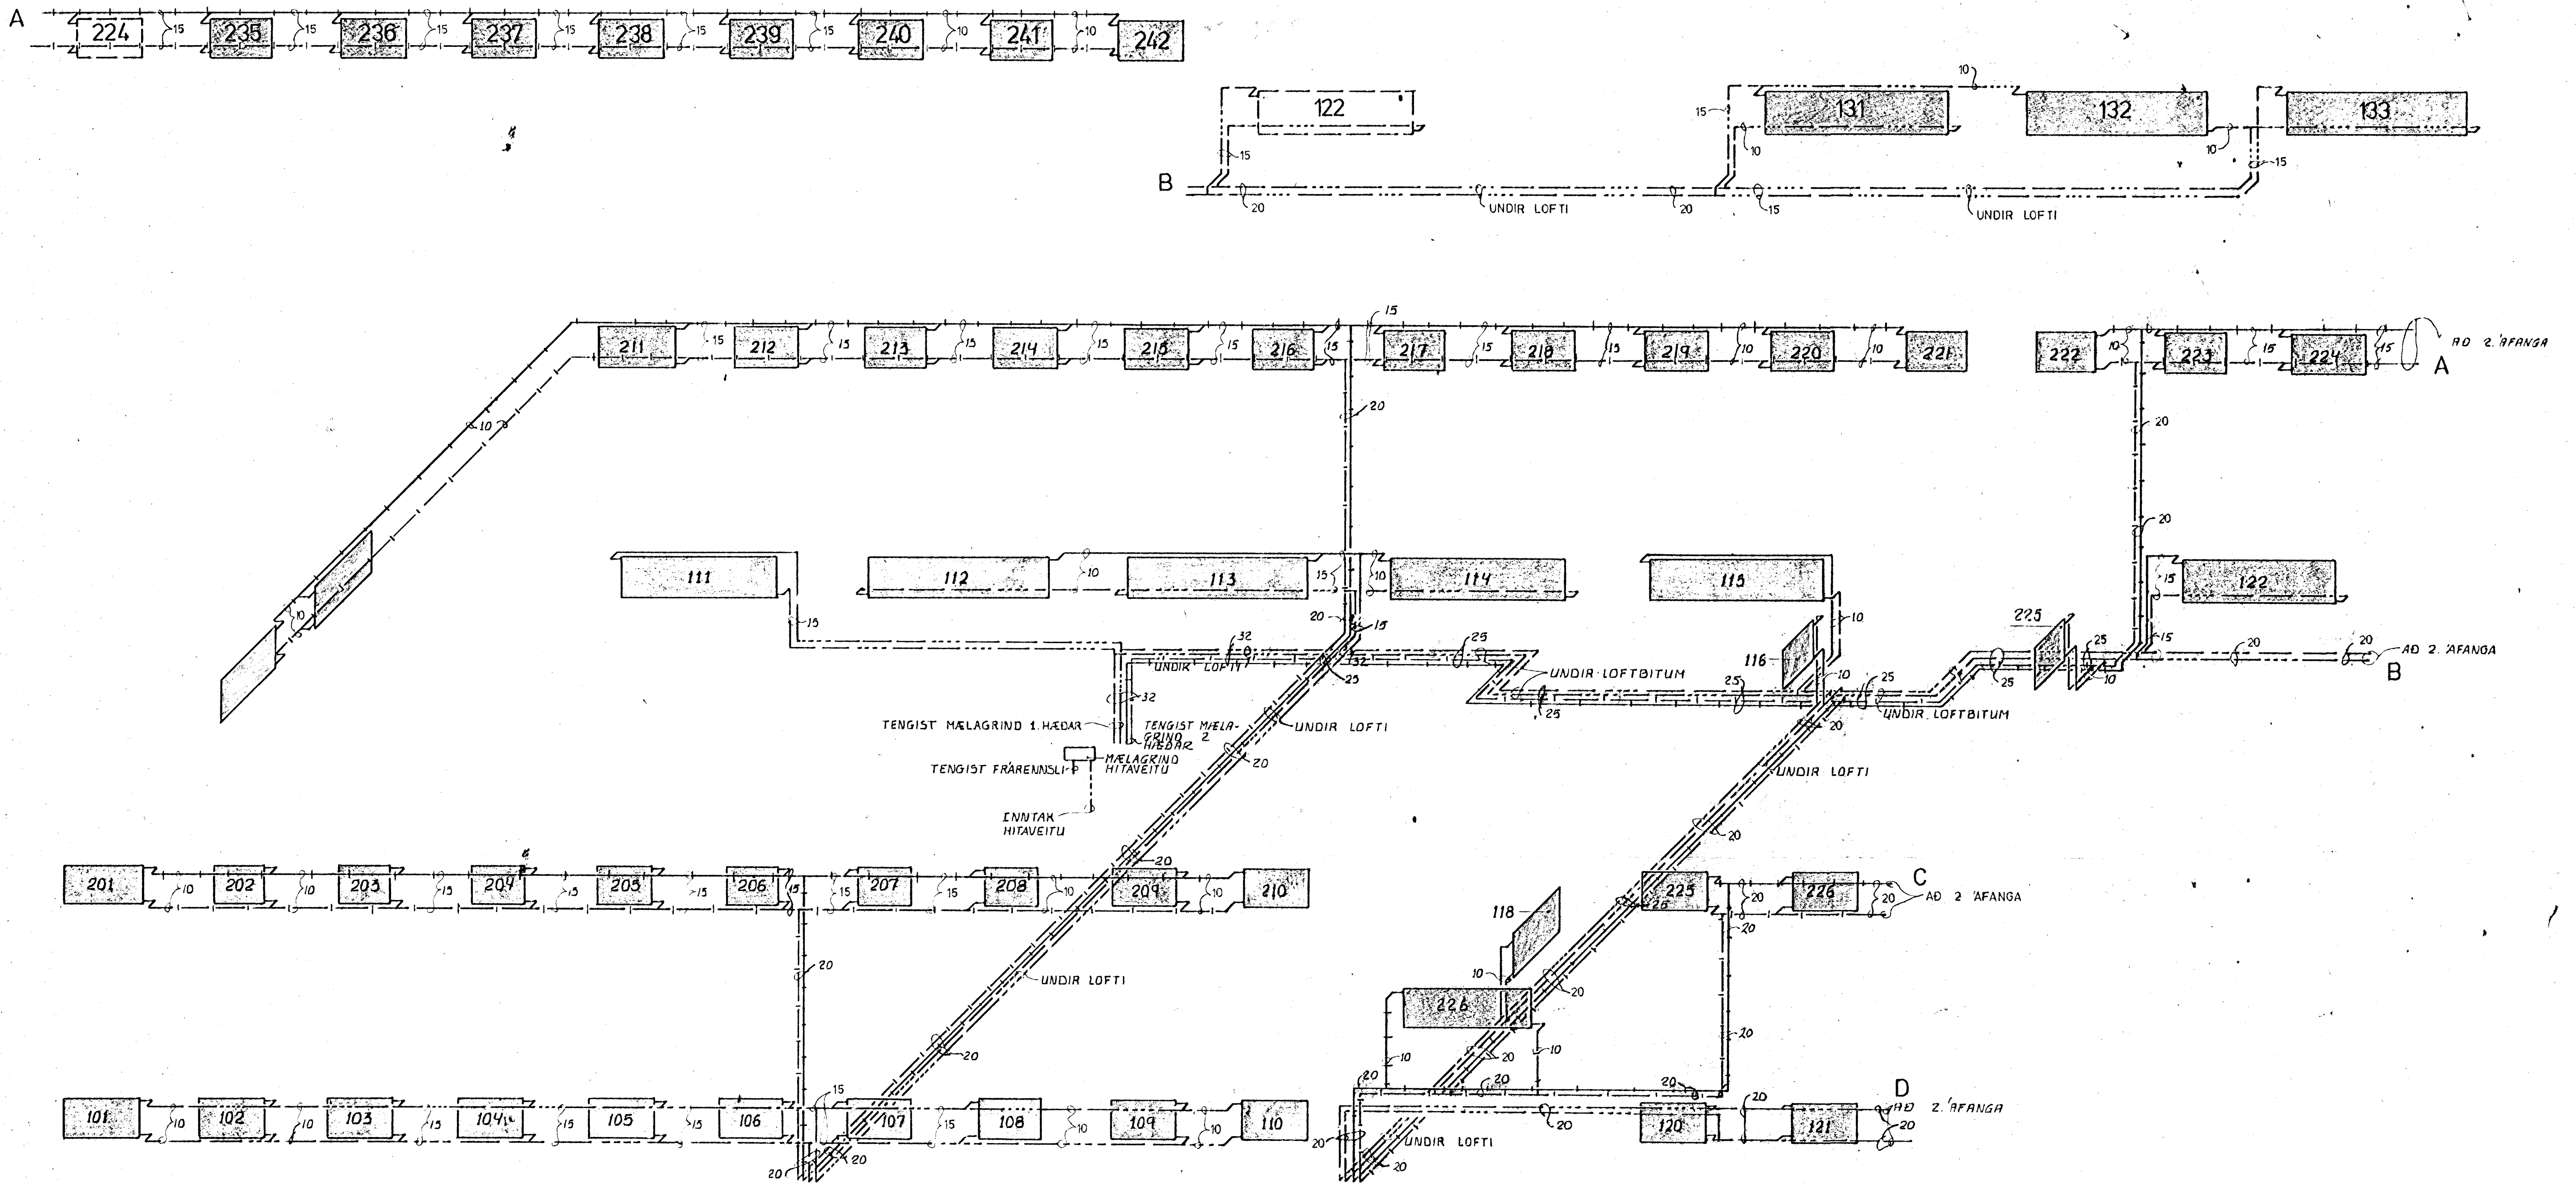 A 224 15 235 15 236 15 237 15 238 15 239 15 240 10 241 10 242
122 15 131 10 132 133
15 10 10 15
B 20 UNDIR LOFTI 20 15 UNDIR LOFTI
211 15 212 15 213 15 214 15 215 15 216 15 15 217 15 218 15 219 10 220 10 221 222 10 223 15 224 15 AÐ 2. ÁFANGA
A
10 20 20
20
111 112 10 113 15 10 114 115 15 122
10 15 20 15 10 225
32 25 116 25 15 20 20 AÐ 2. ÁFANGA
UNDIR LOFTI 32 25 UNDIR LOFTBITUM 10 25 25 10 B
32 25 25 UNDIR LOFTBITUM
TENGIST MÆLAGRIND 1. HÆÐAR TENGIST MÆLA-
GRIND 2
HÆÐAR
UNDIR LOFTI 20
MÆLAGRIND
HITAVEITU
TENGIST FRÁRENNSLI 20 UNDIR LOFTI
INNTAK
HITAVEITU
20 20
201 10 202 10 203 15 204 15 205 15 206 15 15 207 15 208 10 209 10 210 225 20 226 20 C
AÐ 2 ÁFANGA
118 20
20 UNDIR LOFTI 10 20
226
20 10 20 10 20
20 20 20
101 10 102 10 103 15 104 15 105 15 106 15 107 15 108 10 109 10 110 20 120 20 121 D
AÐ 2. ÁFANGA
20
20 20 20 UNDIR LOFTI
20